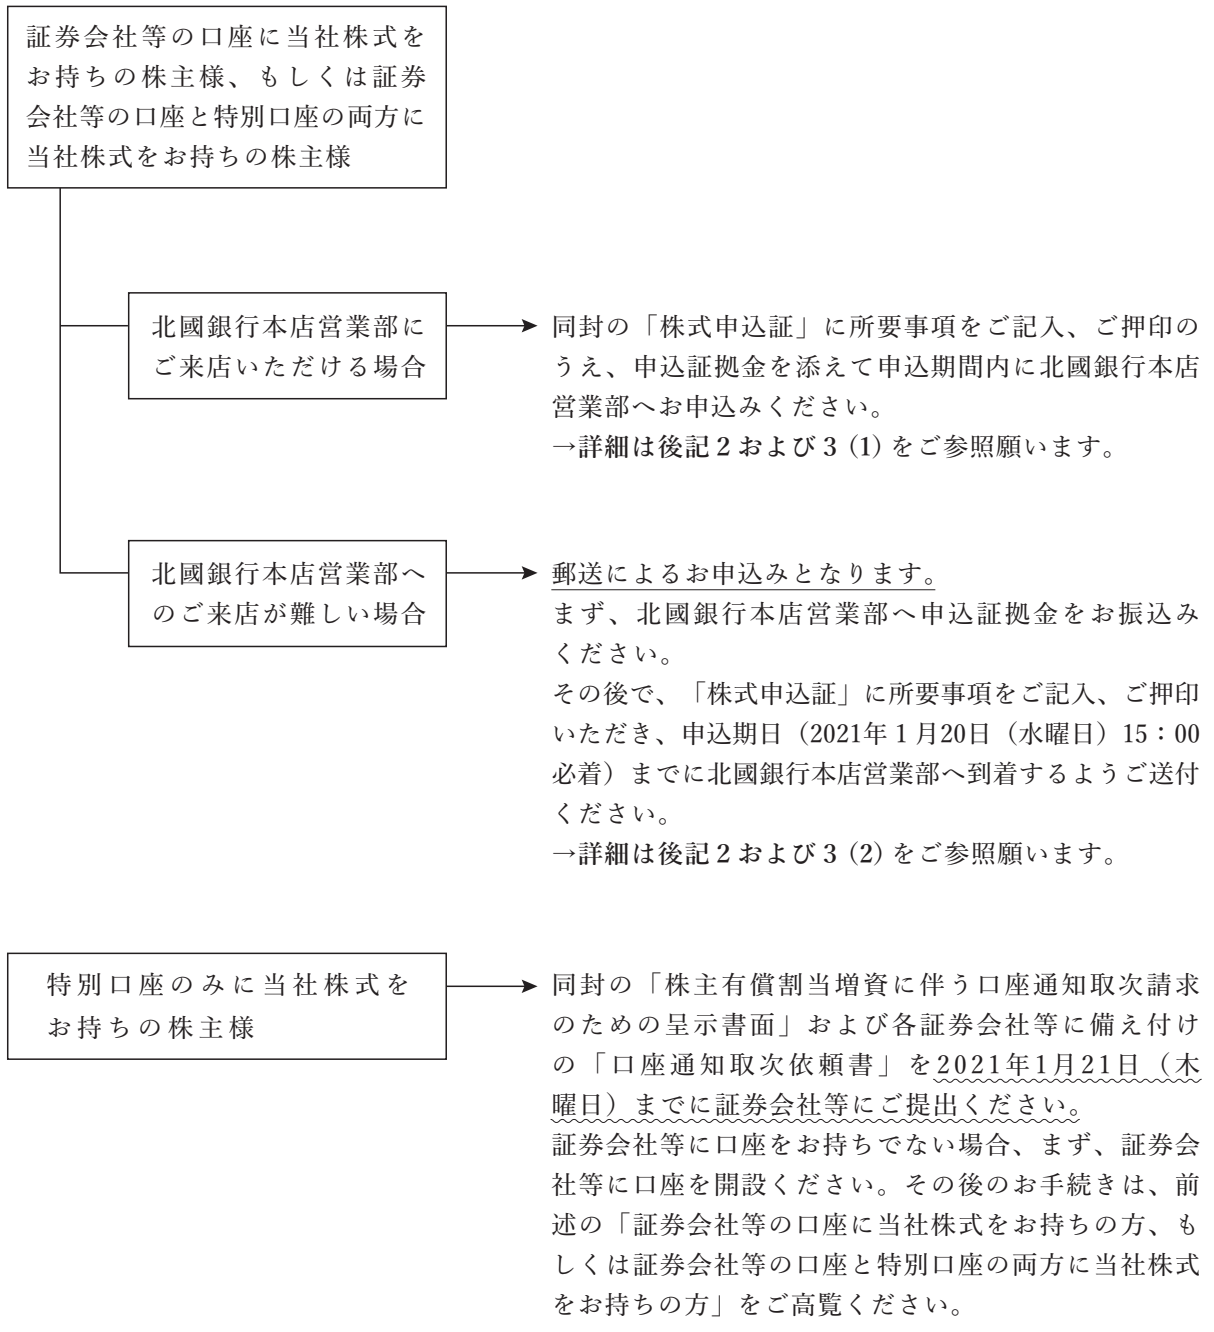 証券会社等の口座に当社株式を
お持ちの株主様、もしくは証券
会社等の口座と特別口座の両方に
当社株式をお持ちの株主様
北國銀行本店営業部に
ご来店いただける場合
同封の「株式申込証」に所要事項をご記入、ご押印の
うえ、申込証拠金を添えて申込期間内に北國銀行本店
営業部へお申込みください。
→詳細は後記２および３(1)をご参照願います。
北國銀行本店営業部へ
のご来店が難しい場合
郵送によるお申込みとなります。
まず、北國銀行本店営業部へ申込証拠金をお振込み
ください。
その後で、「株式申込証」に所要事項をご記入、ご押印
いただき、申込期日（2021年１月20日（水曜日）15：00
必着）までに北國銀行本店営業部へ到着するようご送付
ください。
→詳細は後記２および３(2)をご参照願います。
特別口座のみに当社株式を
お持ちの株主様
同封の「株主有償割当増資に伴う口座通知取次請求
のための呈示書面」および各証券会社等に備え付け
の「口座通知取次依頼書」を2021年1月21日（木
曜日）までに証券会社等にご提出ください。
証券会社等に口座をお持ちでない場合、まず、証券会
社等に口座を開設ください。その後のお手続きは、前
述の「証券会社等の口座に当社株式をお持ちの方、も
しくは証券会社等の口座と特別口座の両方に当社株式
をお持ちの方」をご高覧ください。